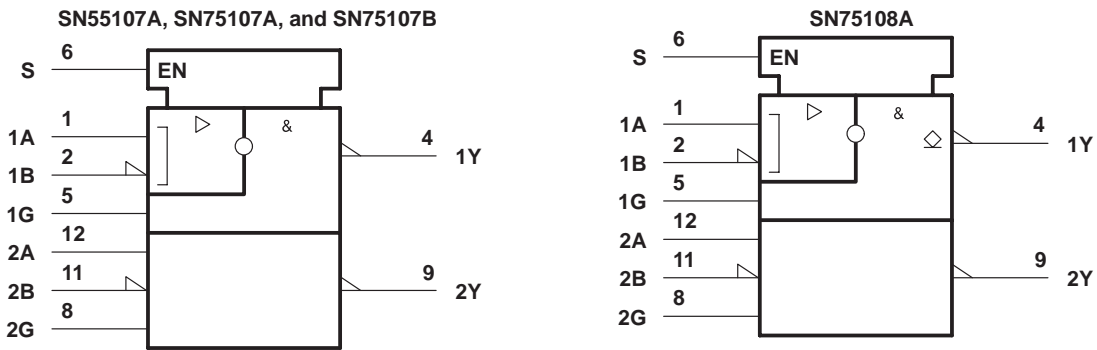 SN55107A, SN75107A, and SN75107B
S 6 EN
1A 1 &
1B 2 4 1Y
1G 5
2A 12
2B 11 9 2Y
2G 8
SN75108A
S 6 EN
1A 1 &
1B 2 4 1Y
1G 5
2A 12
2B 11 9 2Y
2G 8